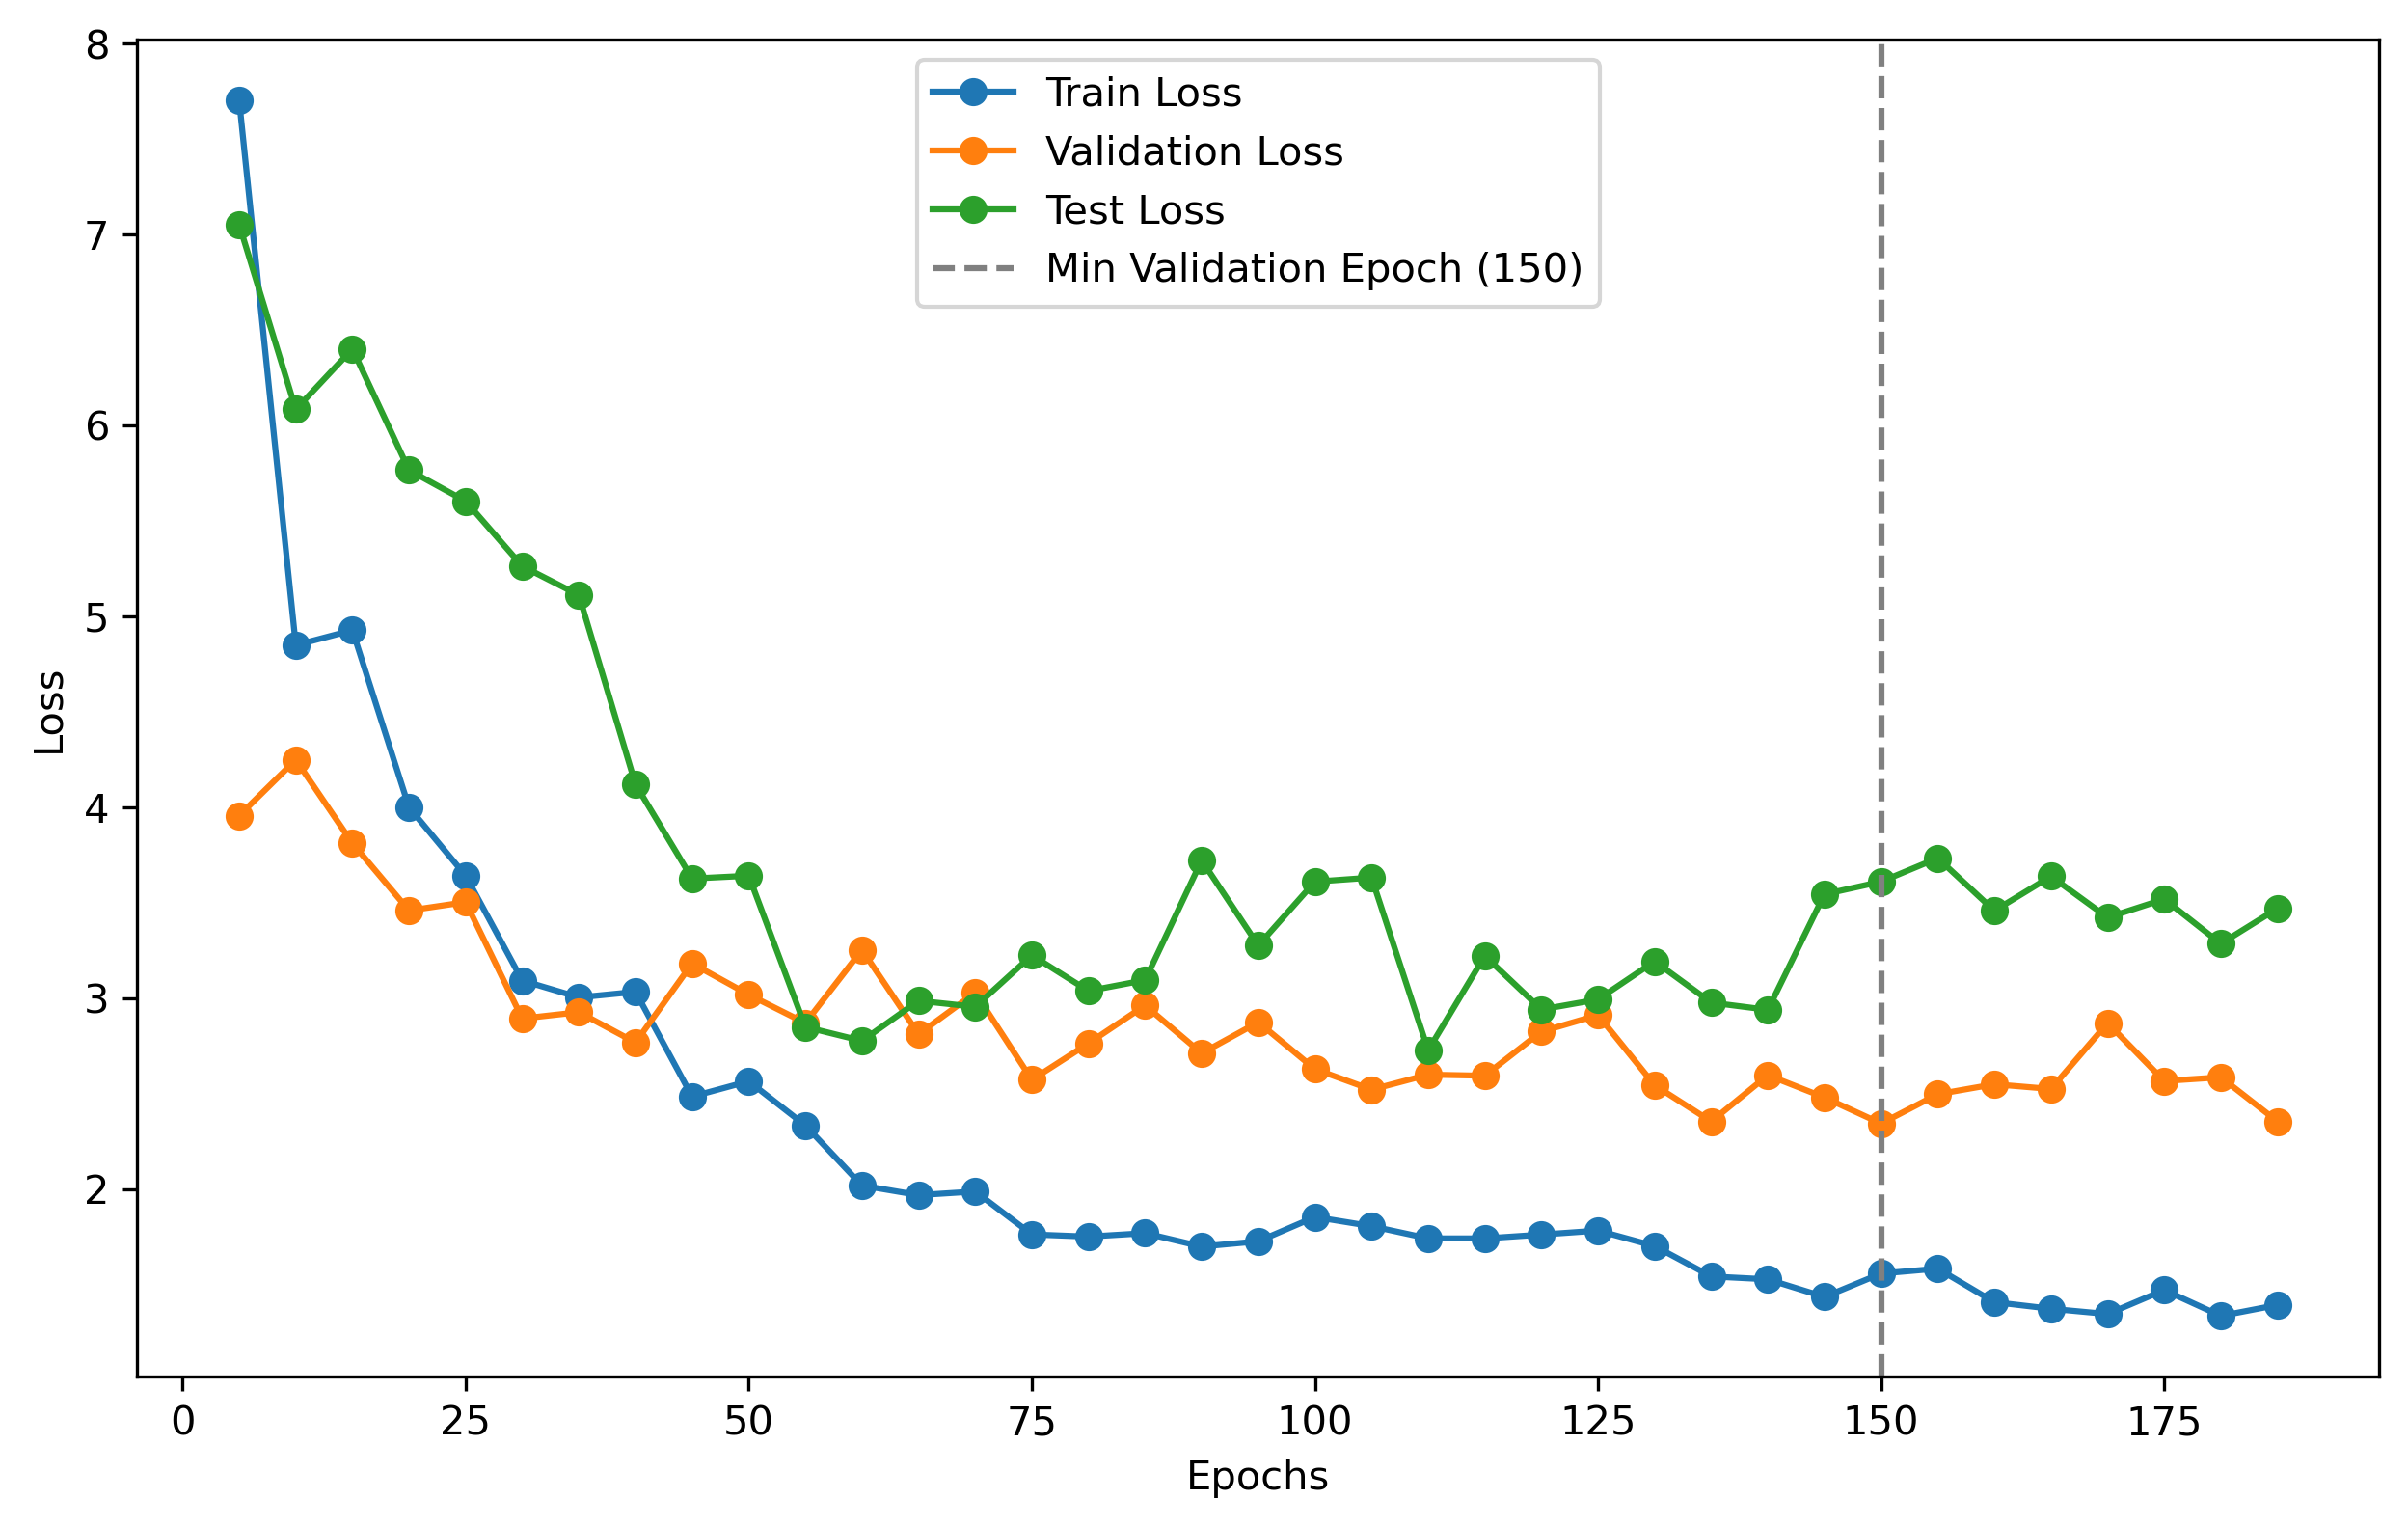 8
7
6
5
4
3
2
Loss
Train Loss
Validation Loss
Test Loss
Min Validation Epoch (150)
0 25 50 75 100 125 150 175
Epochs